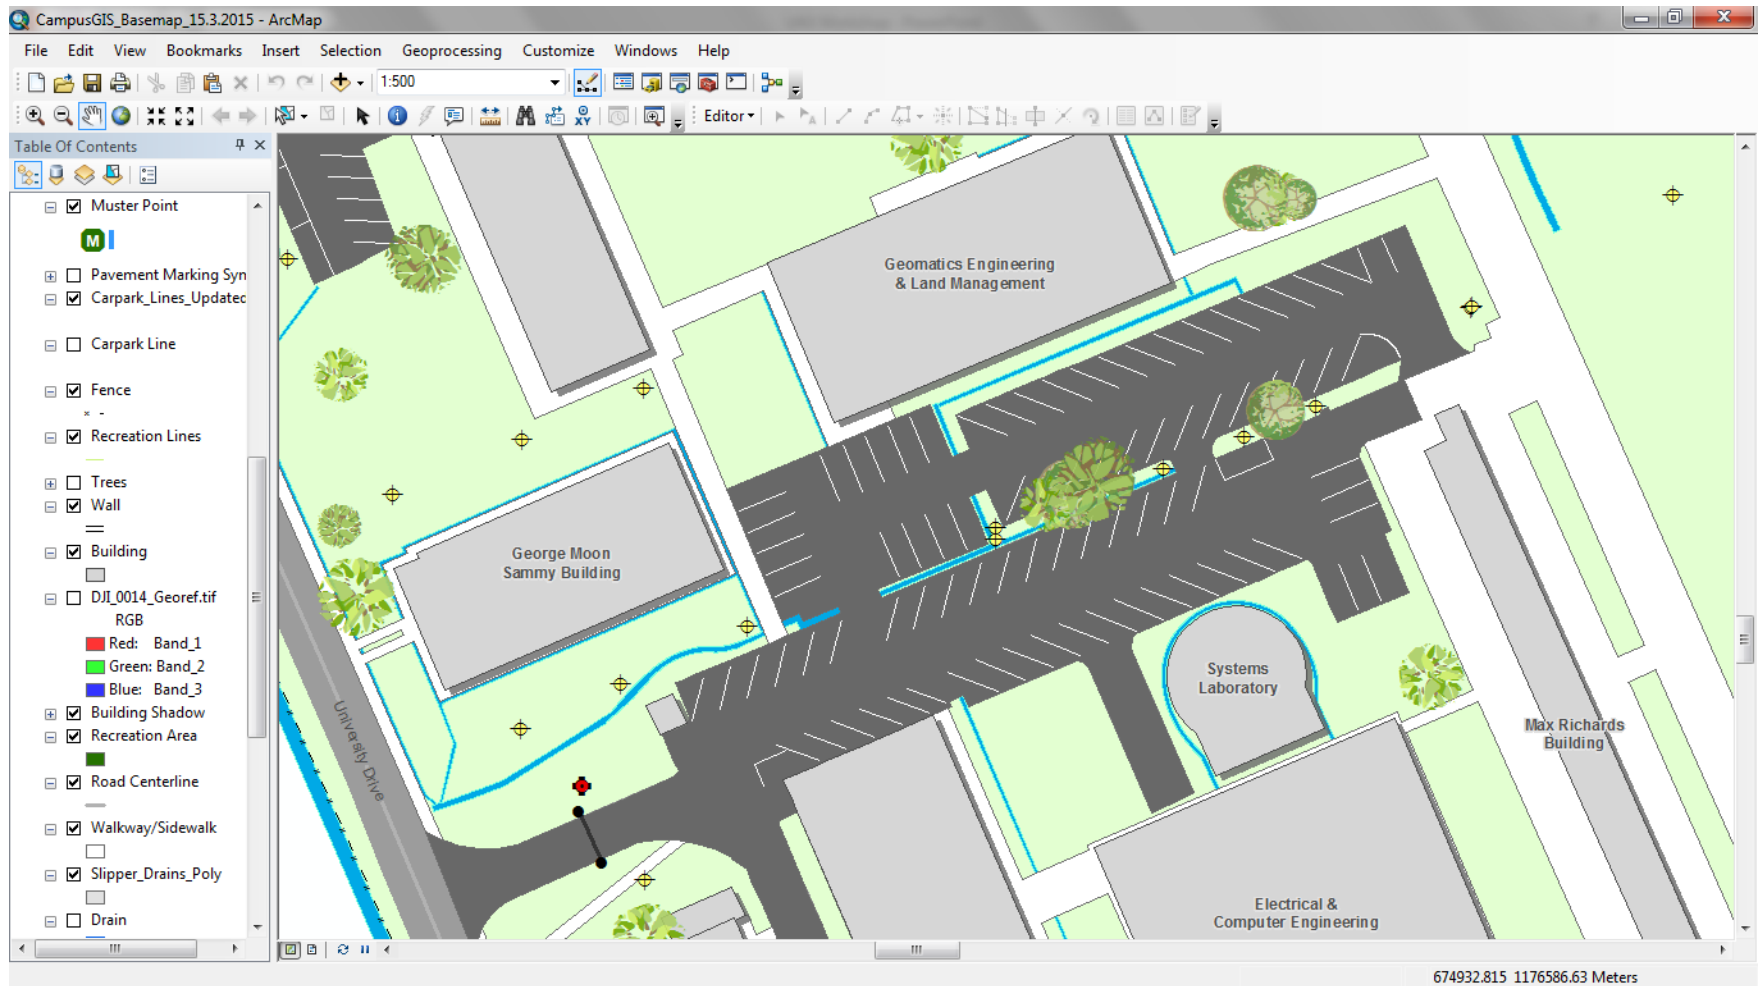 CampusGIS_Basemap_15.3.2015 - ArcMap
File Edit View Bookmarks Insert Selection Geoprocessing Customize Windows Help
1:500
Editor
Table Of Contents
Muster Point
M
Pavement Marking Syn
Carpark_Lines_Updated
Carpark Line
Fence
Recreation Lines
Trees
Wall
Building
DJI_0014_Georef.tif
RGB
Red: Band_1
Green: Band_2
Blue: Band_3
Building Shadow
Recreation Area
Road Centerline
Walkway/Sidewalk
Slipper_Drains_Poly
Drain
Geomatics Engineering
& Land Management
George Moon
Sammy Building
Systems
Laboratory
University Drive
Max Richards
Building
Electrical &
Computer Engineering
674932.815 1176586.63 Meters